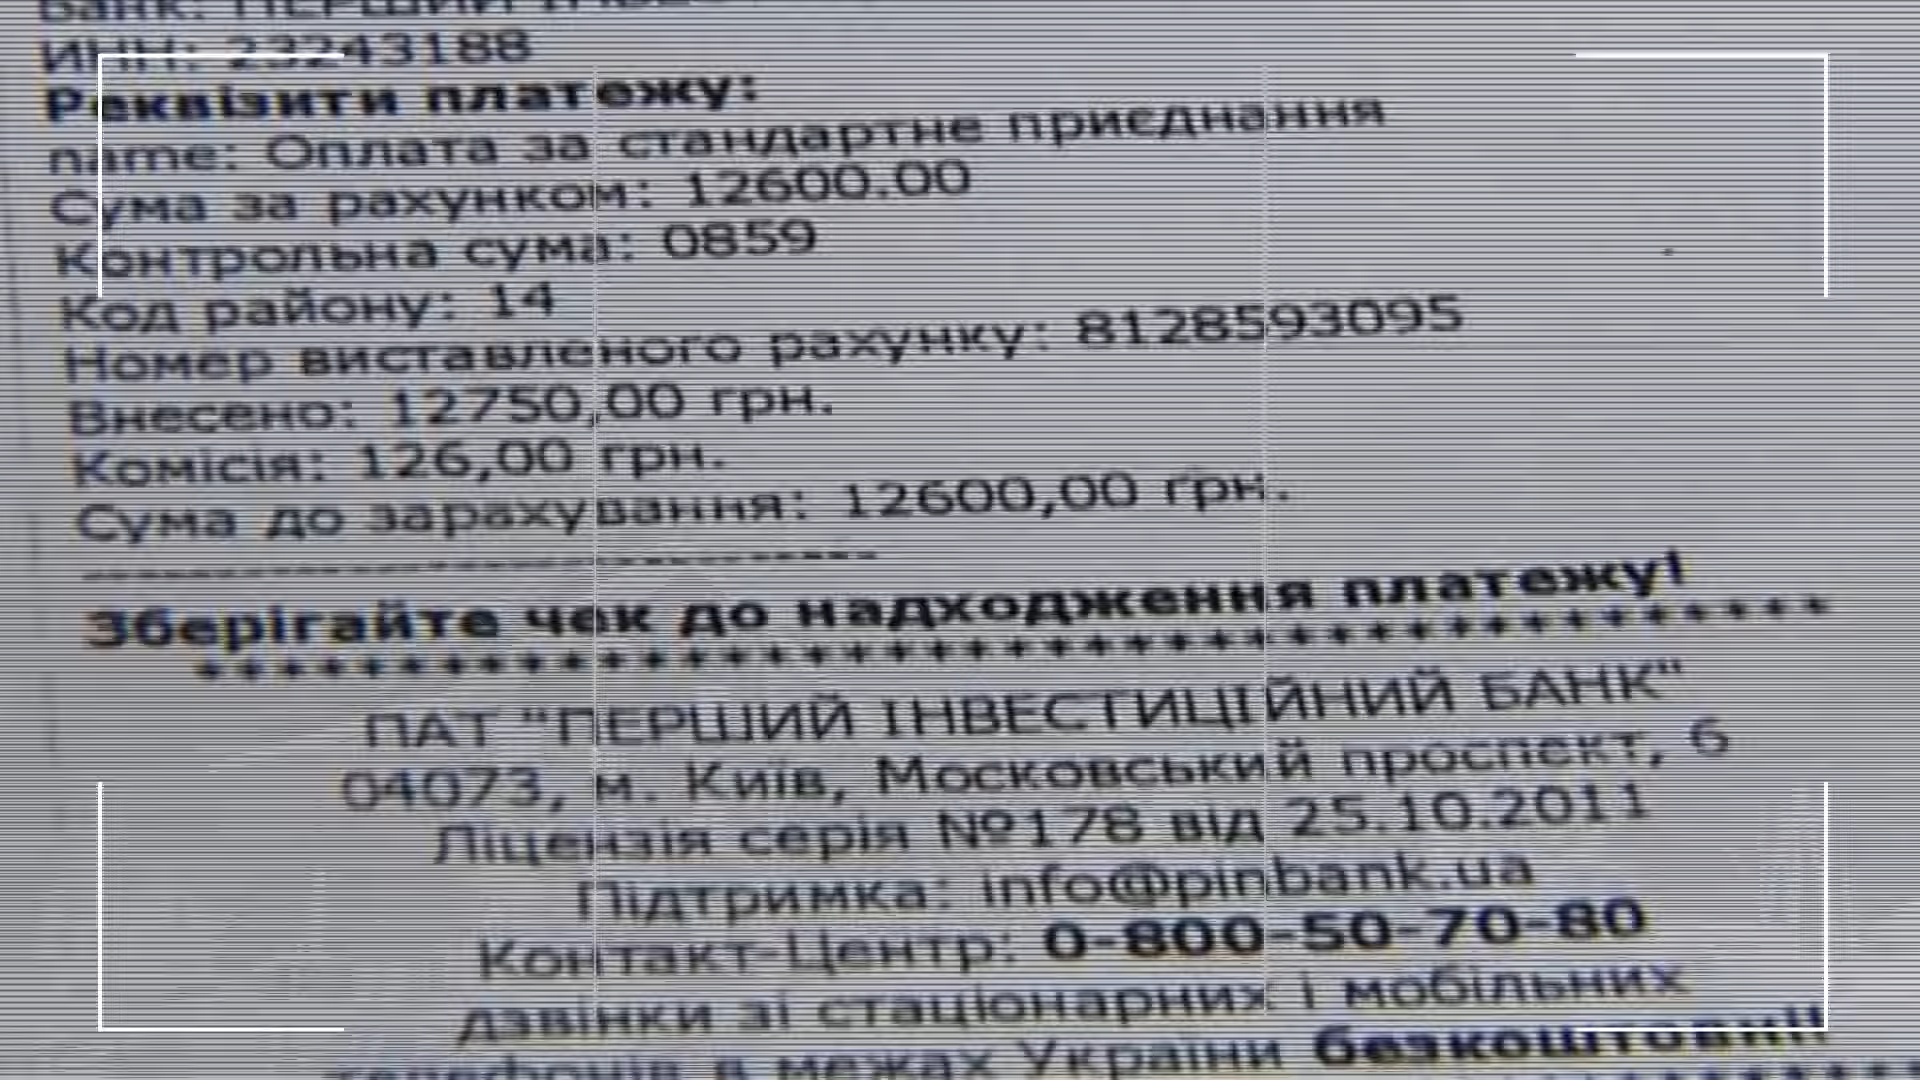 Банк: ПЕРШИЙ
ИНН: 23243188
Реквізити платежу:
name: Оплата за стандартне приєднання
Сума за рахунком: 12600.00
Контрольна сума: 0859
Код району: 14
Номер виставленого рахунку: 8128593095
Внесено: 12750,00 грн.
Комісія: 126,00 грн.
Сума до зарахування: 12600,00 грн.
Зберігайте чек до надходження платежу!
ПАТ "ПЕРШИЙ ІНВЕСТИЦІЙНИЙ БАНК"
04073, м. Київ, Московський проспект, 6
Ліцензія серія №178 від 25.10.2011
Підтримка: info@pinbank.ua
Контакт-Центр: 0-800-50-70-80
дзвінки зі стаціонарних і мобільних
телефонів в межах України безкоштовні!